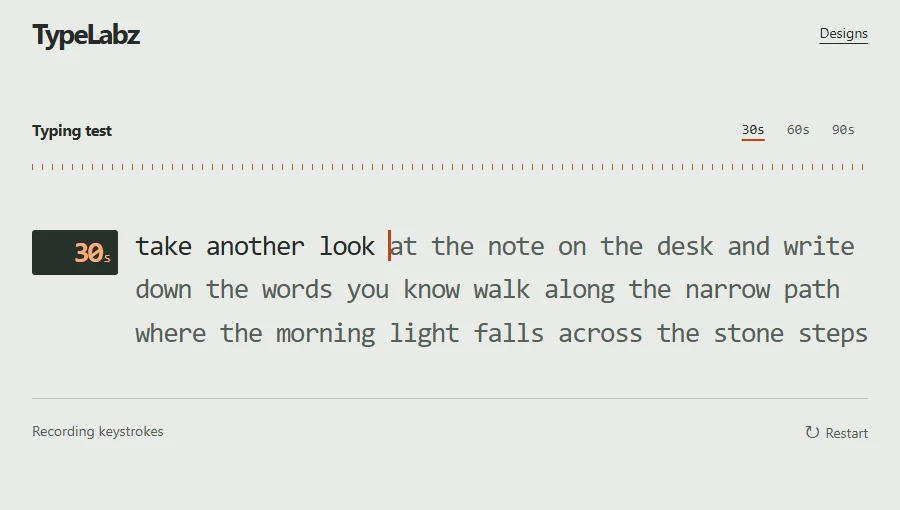 TypeLabz
Designs
Typing test
30s 60s 90s
30s
take another look at the note on the desk and write
down the words you know walk along the narrow path
where the morning light falls across the stone steps
Recording keystrokes
↻ Restart